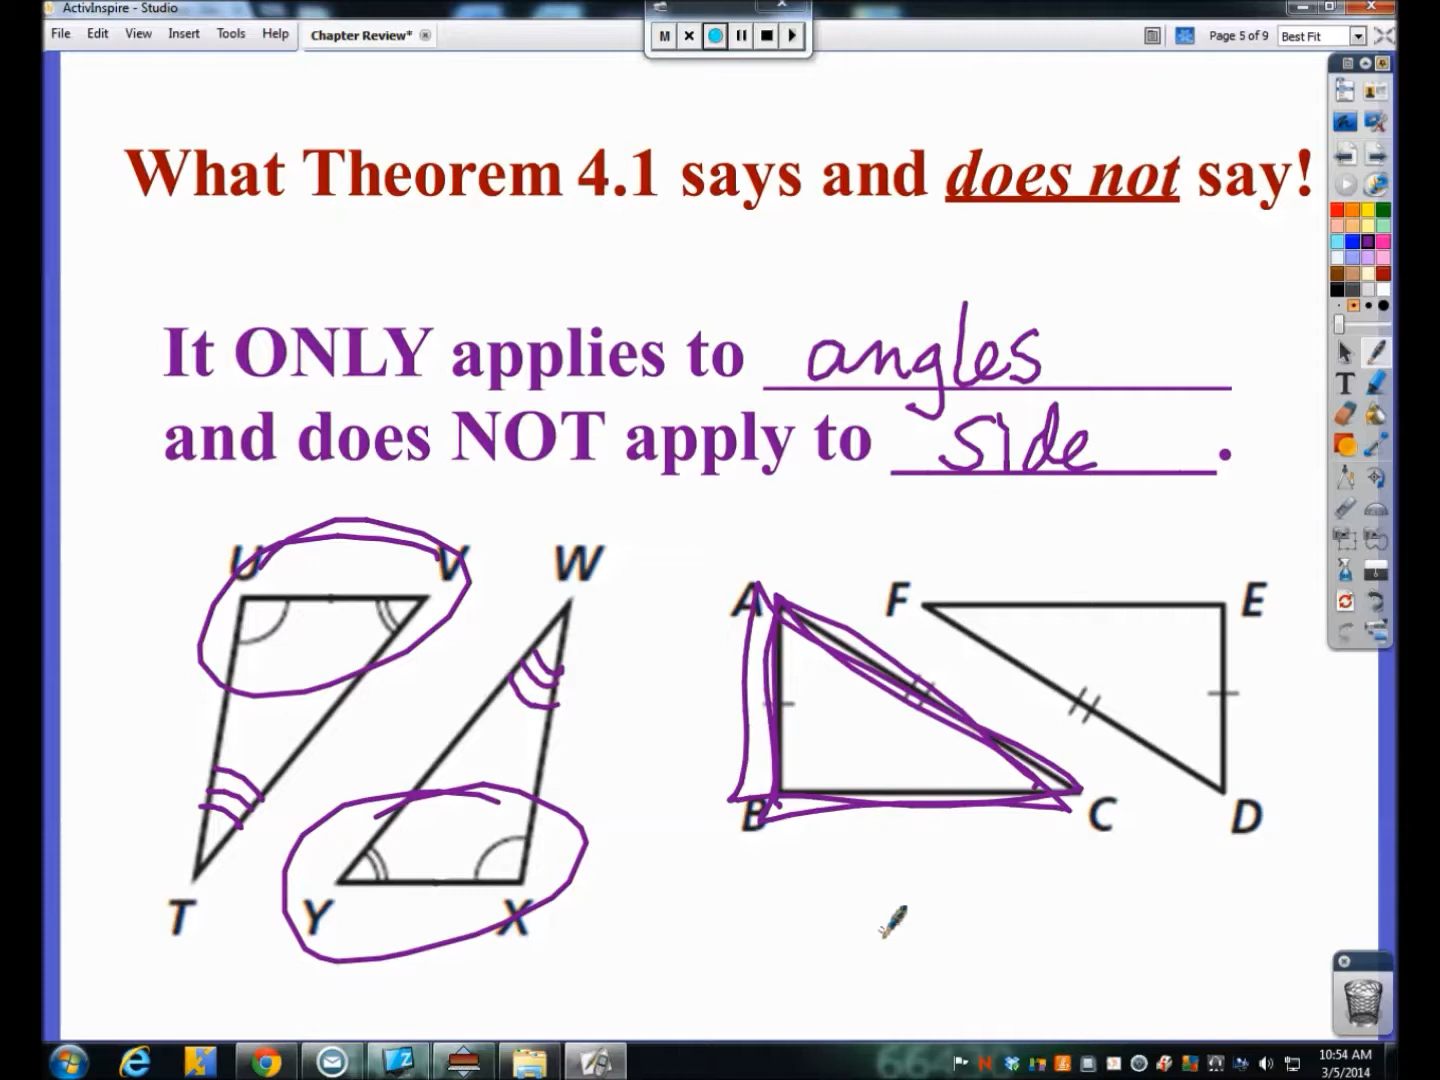 ActivInspire - Studio
File Edit View Insert Tools Help Chapter Review*
M
Page 5 of 9 Best Fit
What Theorem 4.1 says and does not say!
It ONLY applies to angles
and does NOT apply to side.
U V W
T Y X
A F E
B C D
10:54 AM
3/5/2014